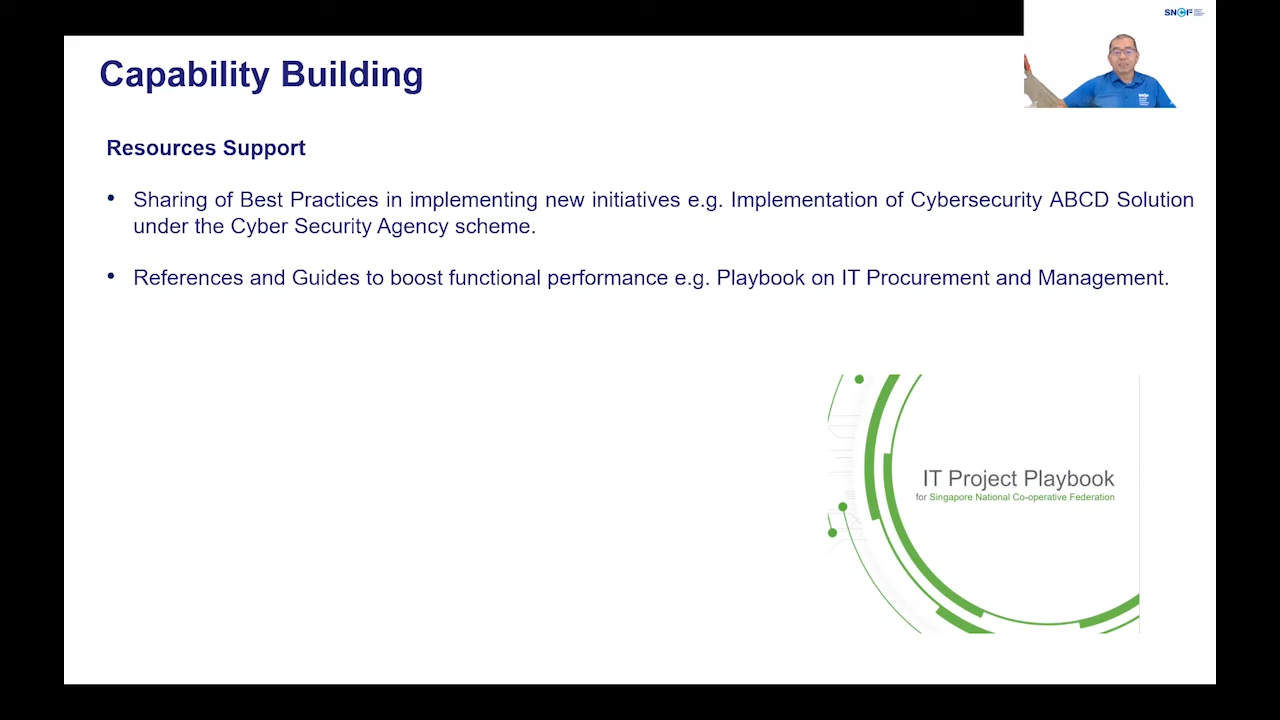 SNCF
Capability Building
Resources Support
• Sharing of Best Practices in implementing new initiatives e.g. Implementation of Cybersecurity ABCD Solution
under the Cyber Security Agency scheme.
• References and Guides to boost functional performance e.g. Playbook on IT Procurement and Management.
IT Project Playbook
for Singapore National Co-operative Federation